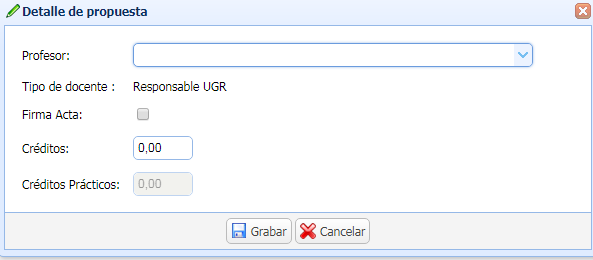 Detalle de propuesta
Profesor:
Tipo de docente : Responsable UGR
Firma Acta:
Créditos: 0,00
Créditos Prácticos: 0,00
Grabar Cancelar